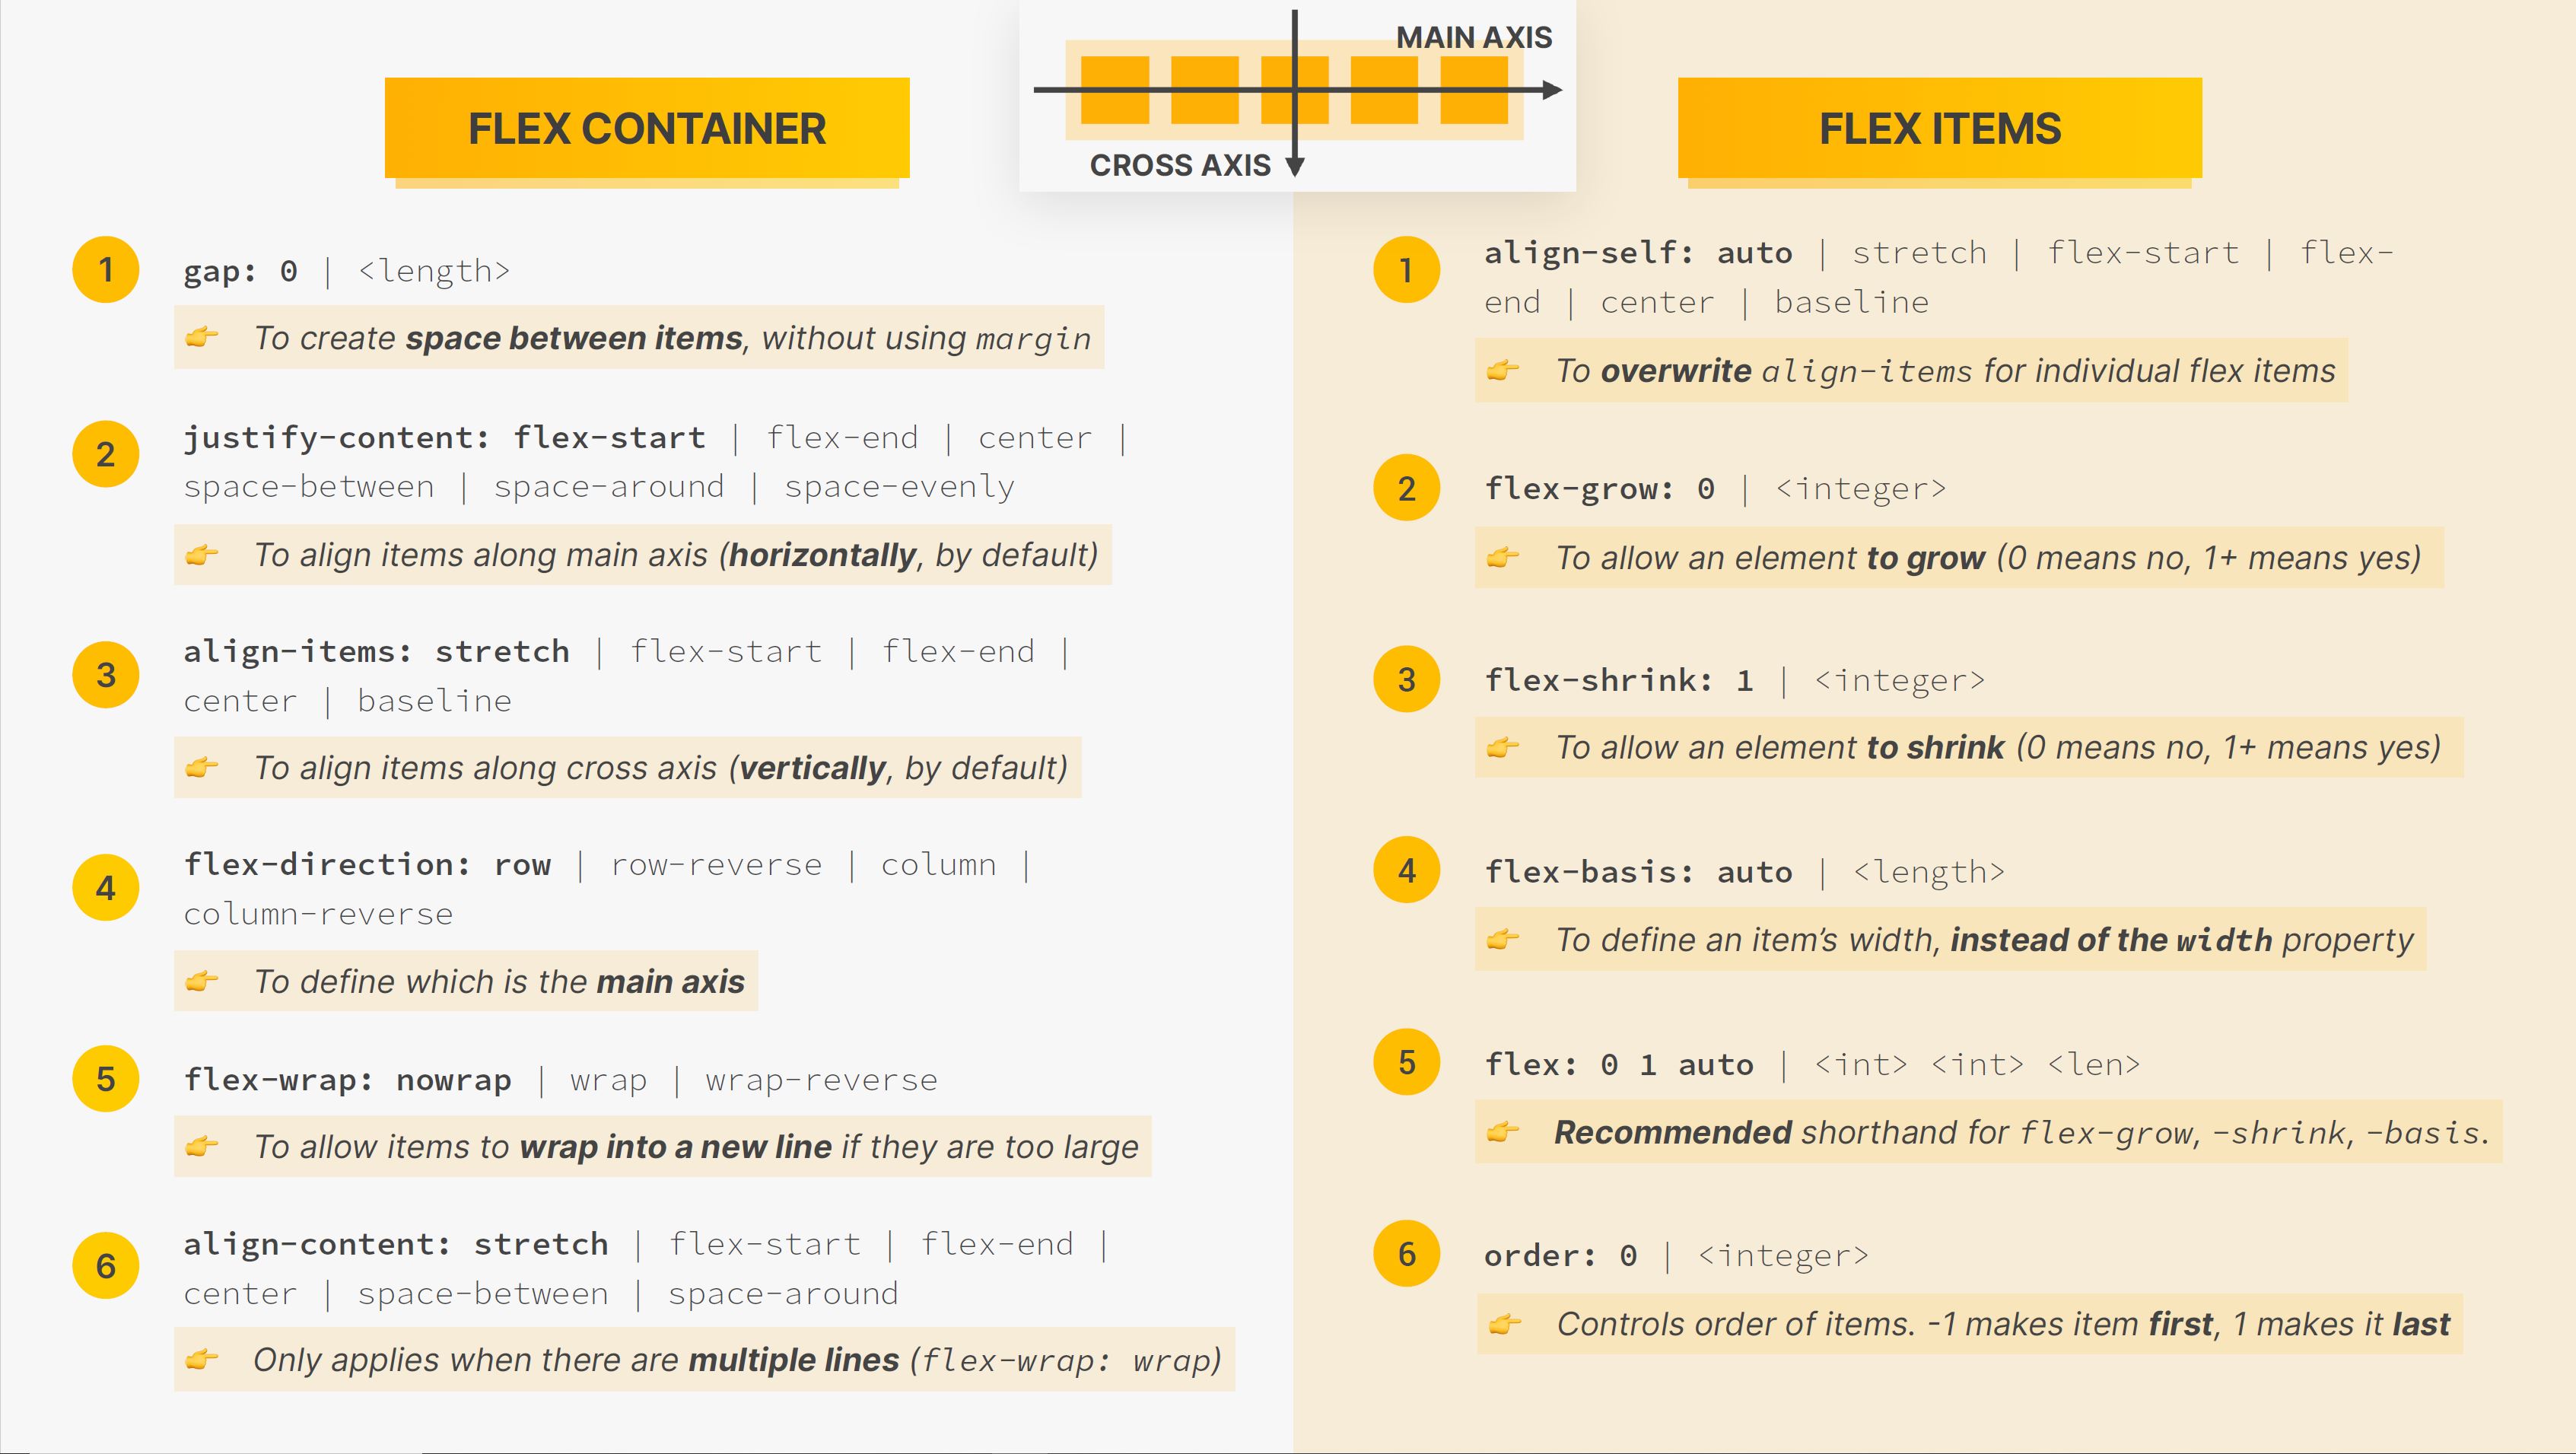 MAIN AXIS
CROSS AXIS
FLEX CONTAINER
1
gap: 0 | <length>
👉 To create space between items, without using margin
2
justify-content: flex-start | flex-end | center |
space-between | space-around | space-evenly
👉 To align items along main axis (horizontally, by default)
3
align-items: stretch | flex-start | flex-end |
center | baseline
👉 To align items along cross axis (vertically, by default)
4
flex-direction: row | row-reverse | column |
column-reverse
👉 To define which is the main axis
5
flex-wrap: nowrap | wrap | wrap-reverse
👉 To allow items to wrap into a new line if they are too large
6
align-content: stretch | flex-start | flex-end |
center | space-between | space-around
👉 Only applies when there are multiple lines (flex-wrap: wrap)
FLEX ITEMS
1
align-self: auto | stretch | flex-start | flex-
end | center | baseline
👉 To overwrite align-items for individual flex items
2
flex-grow: 0 | <integer>
👉 To allow an element to grow (0 means no, 1+ means yes)
3
flex-shrink: 1 | <integer>
👉 To allow an element to shrink (0 means no, 1+ means yes)
4
flex-basis: auto | <length>
👉 To define an item’s width, instead of the width property
5
flex: 0 1 auto | <int> <int> <len>
👉 Recommended shorthand for flex-grow, -shrink, -basis.
6
order: 0 | <integer>
👉 Controls order of items. -1 makes item first, 1 makes it last